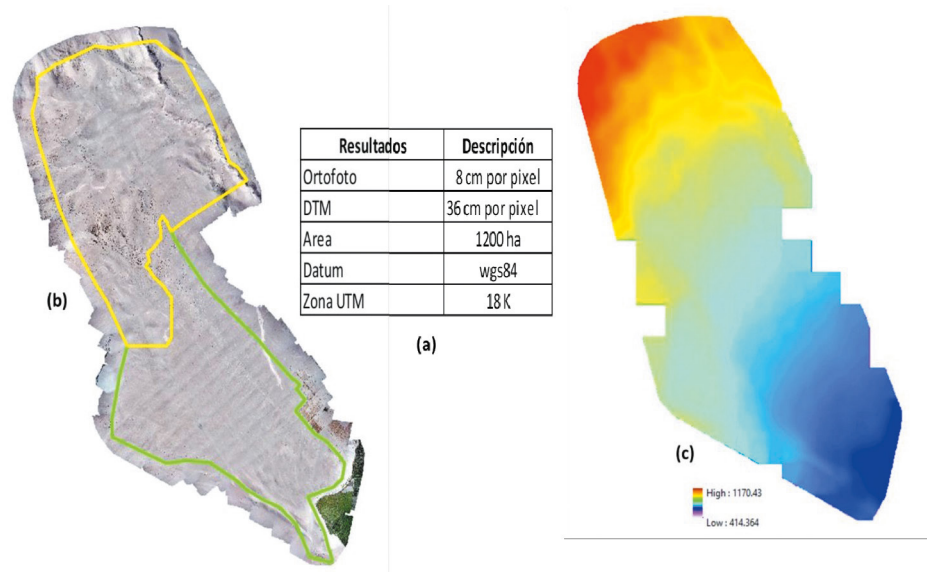 Resultados Descripción
Ortofoto 8 cm por pixel
DTM 36 cm por pixel
Area 1200 ha
Datum wgs84
Zona UTM 18 K
(b)
(a)
(c)
High : 1170.43
Low : 414.364